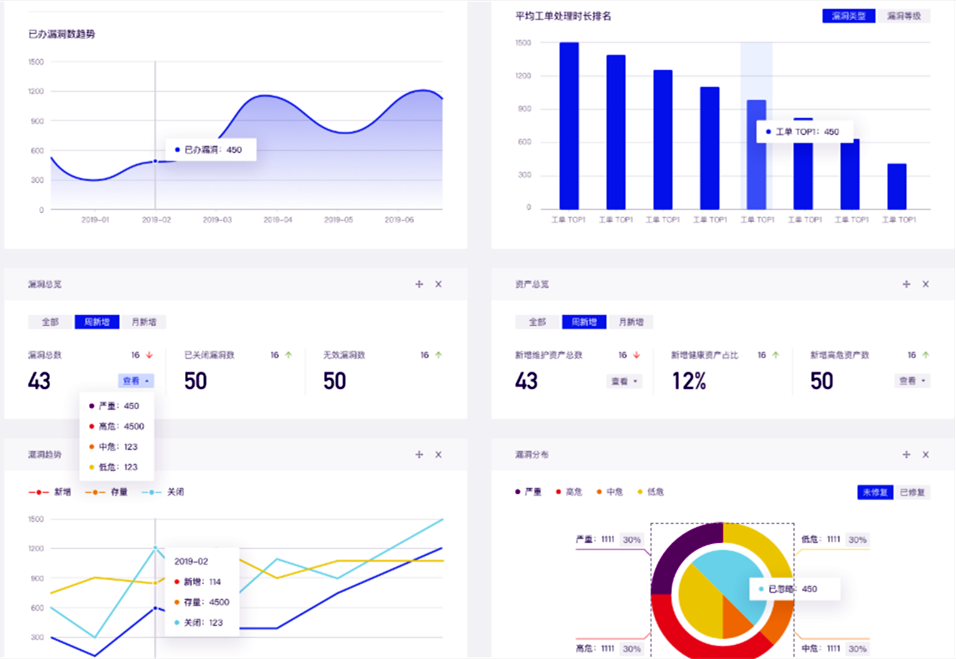 已办漏洞数趋势
1500
1200
900
600
300
0
已办漏洞：450
2019-01 2019-02 2019-03 2019-04 2019-05 2019-06
平均工单处理时长排名
漏洞类型 漏洞等级
1500
1200
900
600
300
0
工单 TOP1：450
工单 TOP1 工单 TOP1 工单 TOP1 工单 TOP1 工单 TOP1 工单 TOP1 工单 TOP1 工单 TOP1
漏洞总览
全部 周新增 月新增
漏洞总数 16 已关闭漏洞数 16 无效漏洞数 16
43 查看 50 50
严重：450
高危：4500
中危：123
低危：123
资产总览
全部 周新增 月新增
新增维护资产总数 16 新增健康资产占比 16 新增高危资产数 16
43 查看 12% 50 查看
漏洞趋势
新增 存量 关闭
1500
1200
900
600
300
2019-02
新增：114
存量：4500
关闭：123
漏洞分布
严重 高危 中危 低危
未修复 已修复
严重：1111 30%
低危：1111 30%
已忽略：450
高危：1111 30%
中危：1111 30%